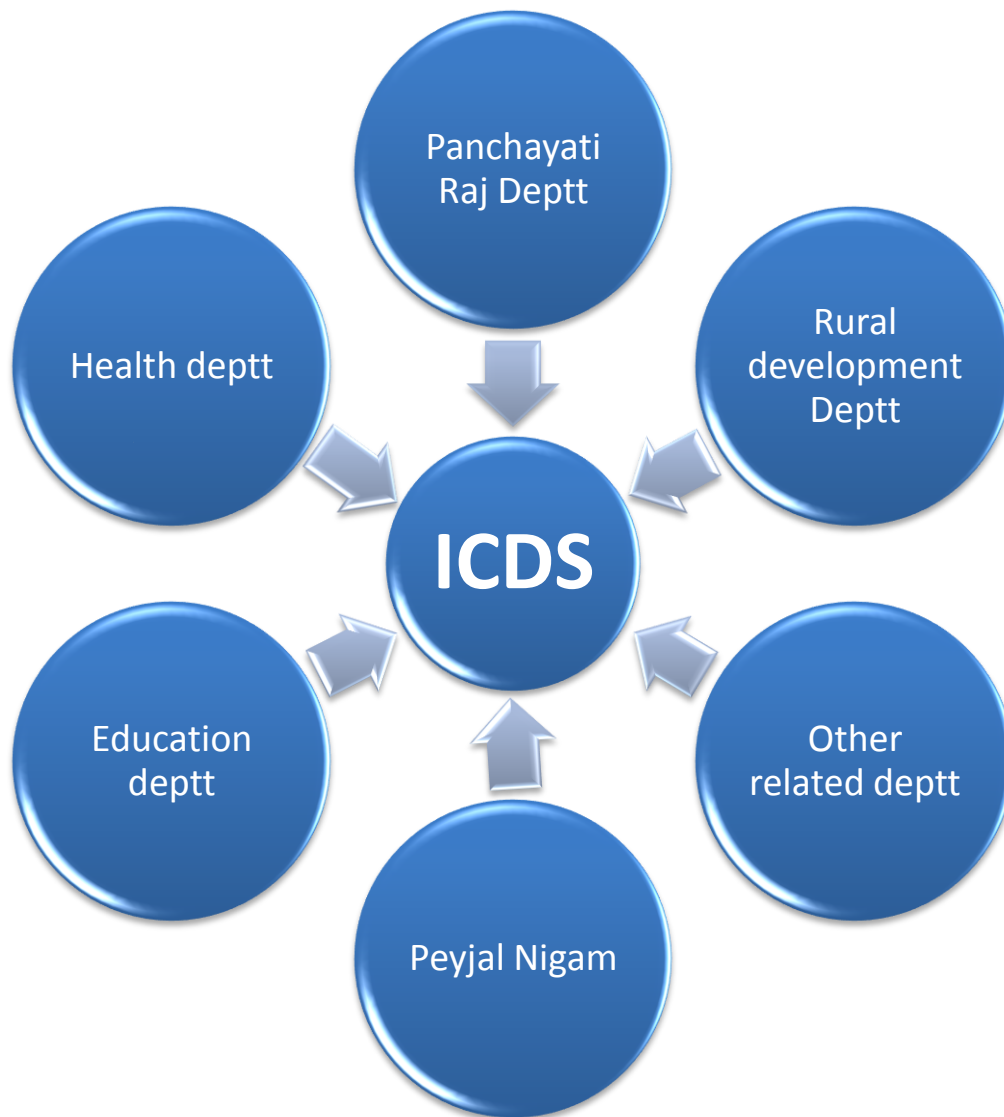 Panchayati
Raj Deptt
Health deptt
Rural
development
Deptt
ICDS
Education
deptt
Other
related deptt
Peyjal Nigam